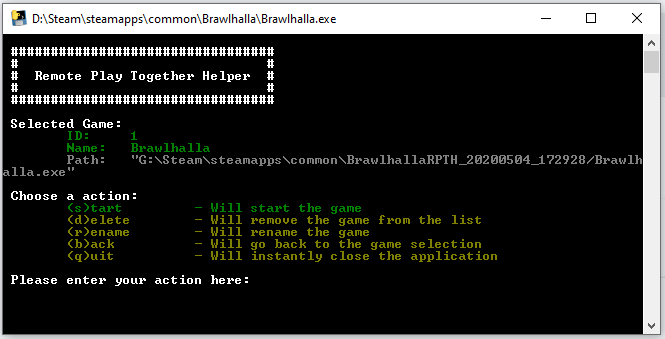 D:\Steam\steamapps\common\Brawlhalla\Brawlhalla.exe
#################################
#                               #
#  Remote Play Together Helper  #
#                               #
#################################
Selected Game:
ID:     1
Name:   Brawlhalla
Path:   "G:\Steam\steamapps\common\BrawlhallaRPTH_20200504_172928/Brawlh
alla.exe"
Choose a action:
(s)tart         - Will start the game
(d)elete        - Will remove the game from the list
(r)ename        - Will rename the game
(b)ack          - Will go back to the game selection
(q)uit          - Will instantly close the application
Please enter your action here: